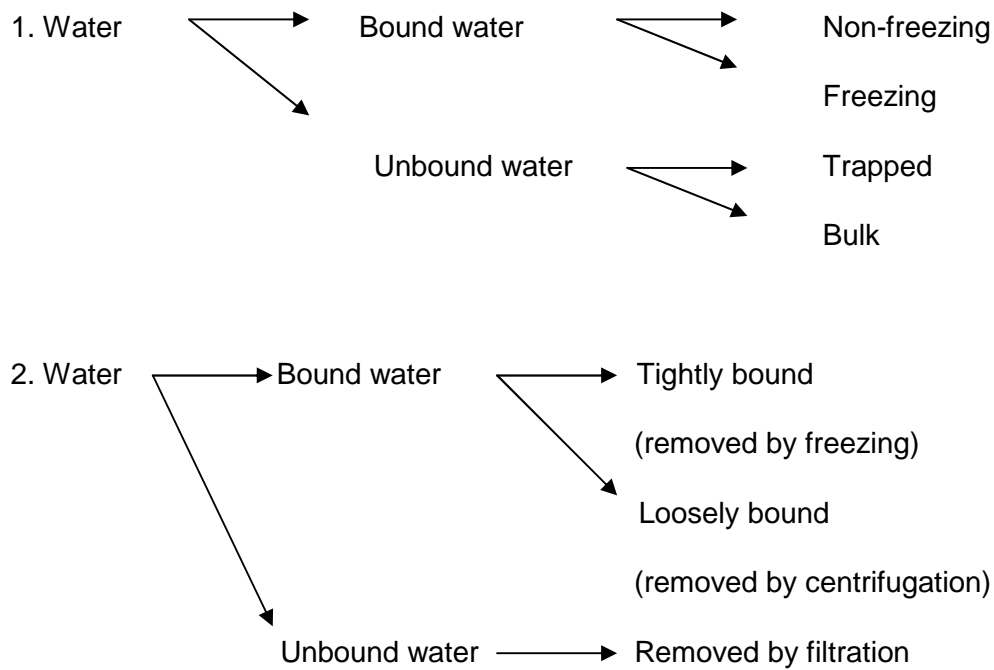 1. Water Bound water Non-freezing
Freezing
Unbound water Trapped
Bulk
2. Water Bound water Tightly bound
(removed by freezing)
Loosely bound
(removed by centrifugation)
Unbound water Removed by filtration